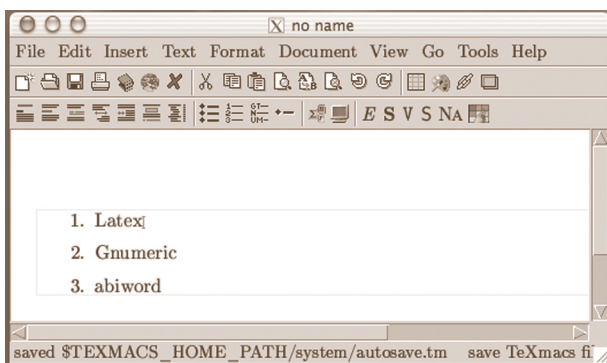 no name
File Edit Insert Text Format Document View Go Tools Help
E S V S NA
1. Latex
2. Gnumeric
3. abiword
saved $TEXMACS_HOME_PATH/system/autosave.tm save TeXmacs fi